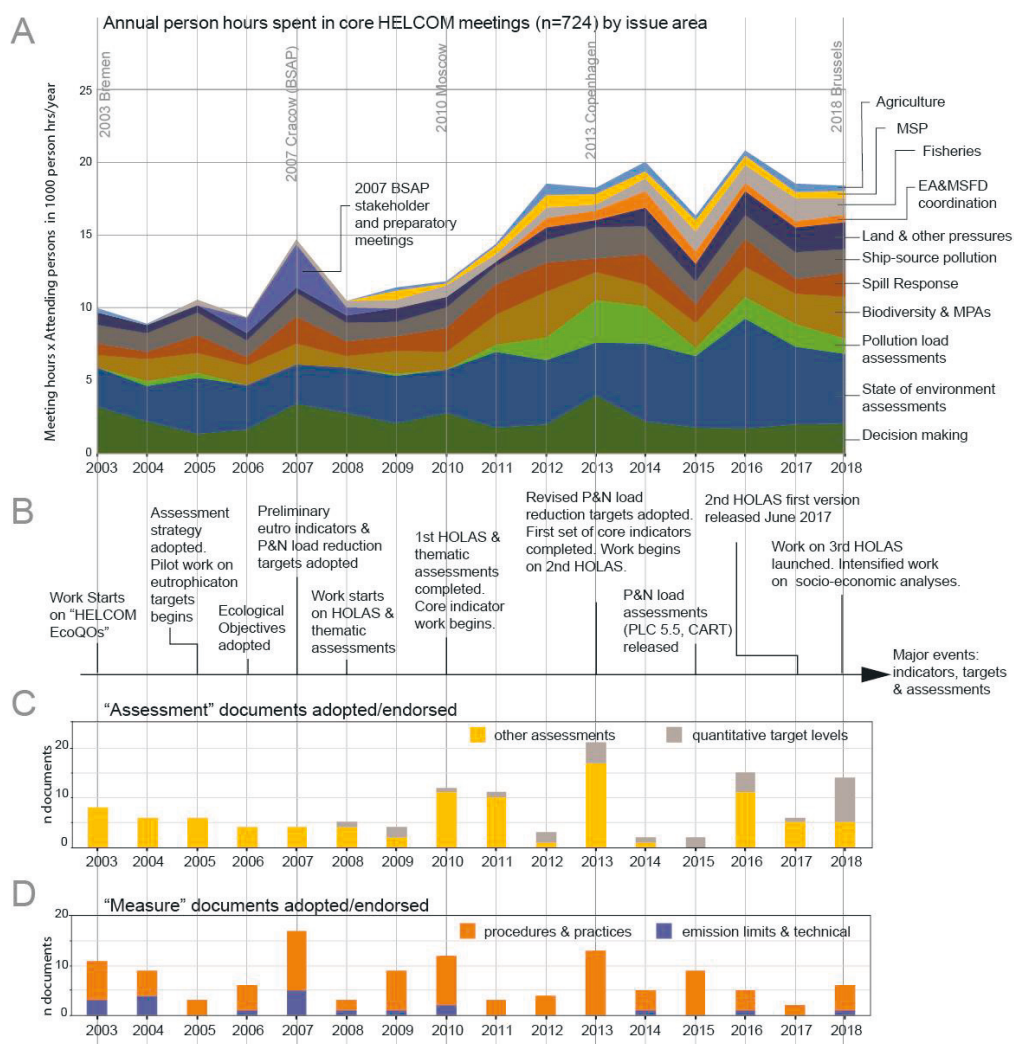 A
Annual person hours spent in core HELCOM meetings (n=724) by issue area
Meeting hours x Attending persons in 1000 person hrs/year
25
20
15
10
5
0
2003 Bremen
2007 Cracow (BSAP)
2010 Moscow
2013 Copenhagen
2018 Brussels
2007 BSAP
stakeholder
and preparatory
meetings
Agriculture
MSP
Fisheries
EA&MSFD
coordination
Land & other pressures
Ship-source pollution
Spill Response
Biodiversity & MPAs
Pollution load
assessments
State of environment
assessments
Decision making
2003 2004 2005 2006 2007 2008 2009 2010 2011 2012 2013 2014 2015 2016 2017 2018
B
Work Starts
on “HELCOM
EcoQOs”
Assessment
strategy
adopted.
Pilot work on
eutrophicaton
targets
begins
Ecological
Objectives
adopted
Preliminary
eutro indicators &
P&N load reduction
targets adopted
Work starts
on HOLAS &
thematic
assessments
1st HOLAS &
thematic
assessments
completed.
Core indicator
work begins.
Revised P&N load
reduction targets adopted.
First set of core indicators
completed. Work begins
on 2nd HOLAS.
P&N load
assessments
(PLC 5.5, CART)
released
2nd HOLAS first version
released June 2017
Work on 3rd HOLAS
launched. Intensified work
on socio-economic analyses.
Major events:
indicators, targets
& assessments
C
“Assessment” documents adopted/endorsed
other assessments
quantitative target levels
n documents
20
10
0
2003 2004 2005 2006 2007 2008 2009 2010 2011 2012 2013 2014 2015 2016 2017 2018
D
“Measure” documents adopted/endorsed
procedures & practices
emission limits & technical
n documents
20
10
0
2003 2004 2005 2006 2007 2008 2009 2010 2011 2012 2013 2014 2015 2016 2017 2018